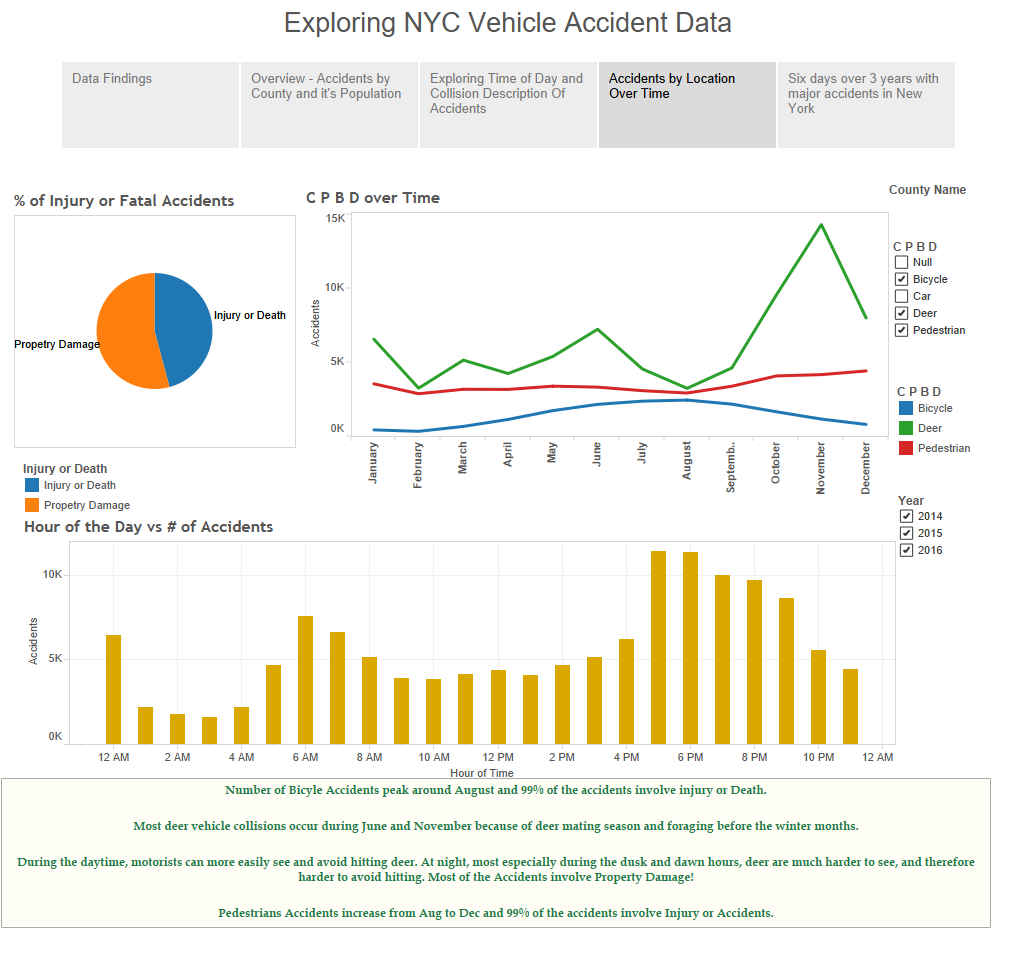 Exploring NYC Vehicle Accident Data
Data Findings
Overview - Accidents by
County and it's Population
Exploring Time of Day and
Collision Description Of
Accidents
Accidents by Location
Over Time
Six days over 3 years with
major accidents in New
York
% of Injury or Fatal Accidents
Injury or Death
Propetry Damage
Injury or Death
Injury or Death
Propetry Damage
C P B D over Time
15K
10K
5K
0K
Accidents
January
February
March
April
May
June
July
August
Septemb..
October
November
December
County Name
C P B D
Null
Bicycle
Car
Deer
Pedestrian
C P B D
Bicycle
Deer
Pedestrian
Year
2014
2015
2016
Hour of the Day vs # of Accidents
10K
5K
0K
Accidents
12 AM
2 AM
4 AM
6 AM
8 AM
10 AM
12 PM
2 PM
4 PM
6 PM
8 PM
10 PM
12 AM
Hour of Time
Number of Bicyle Accidents peak around August and 99% of the accidents involve injury or Death.
Most deer vehicle collisions occur during June and November because of deer mating season and foraging before the winter months.
During the daytime, motorists can more easily see and avoid hitting deer. At night, most especially during the dusk and dawn hours, deer are much harder to see, and therefore
harder to avoid hitting. Most of the Accidents involve Property Damage!
Pedestrians Accidents increase from Aug to Dec and 99% of the accidents involve Injury or Accidents.